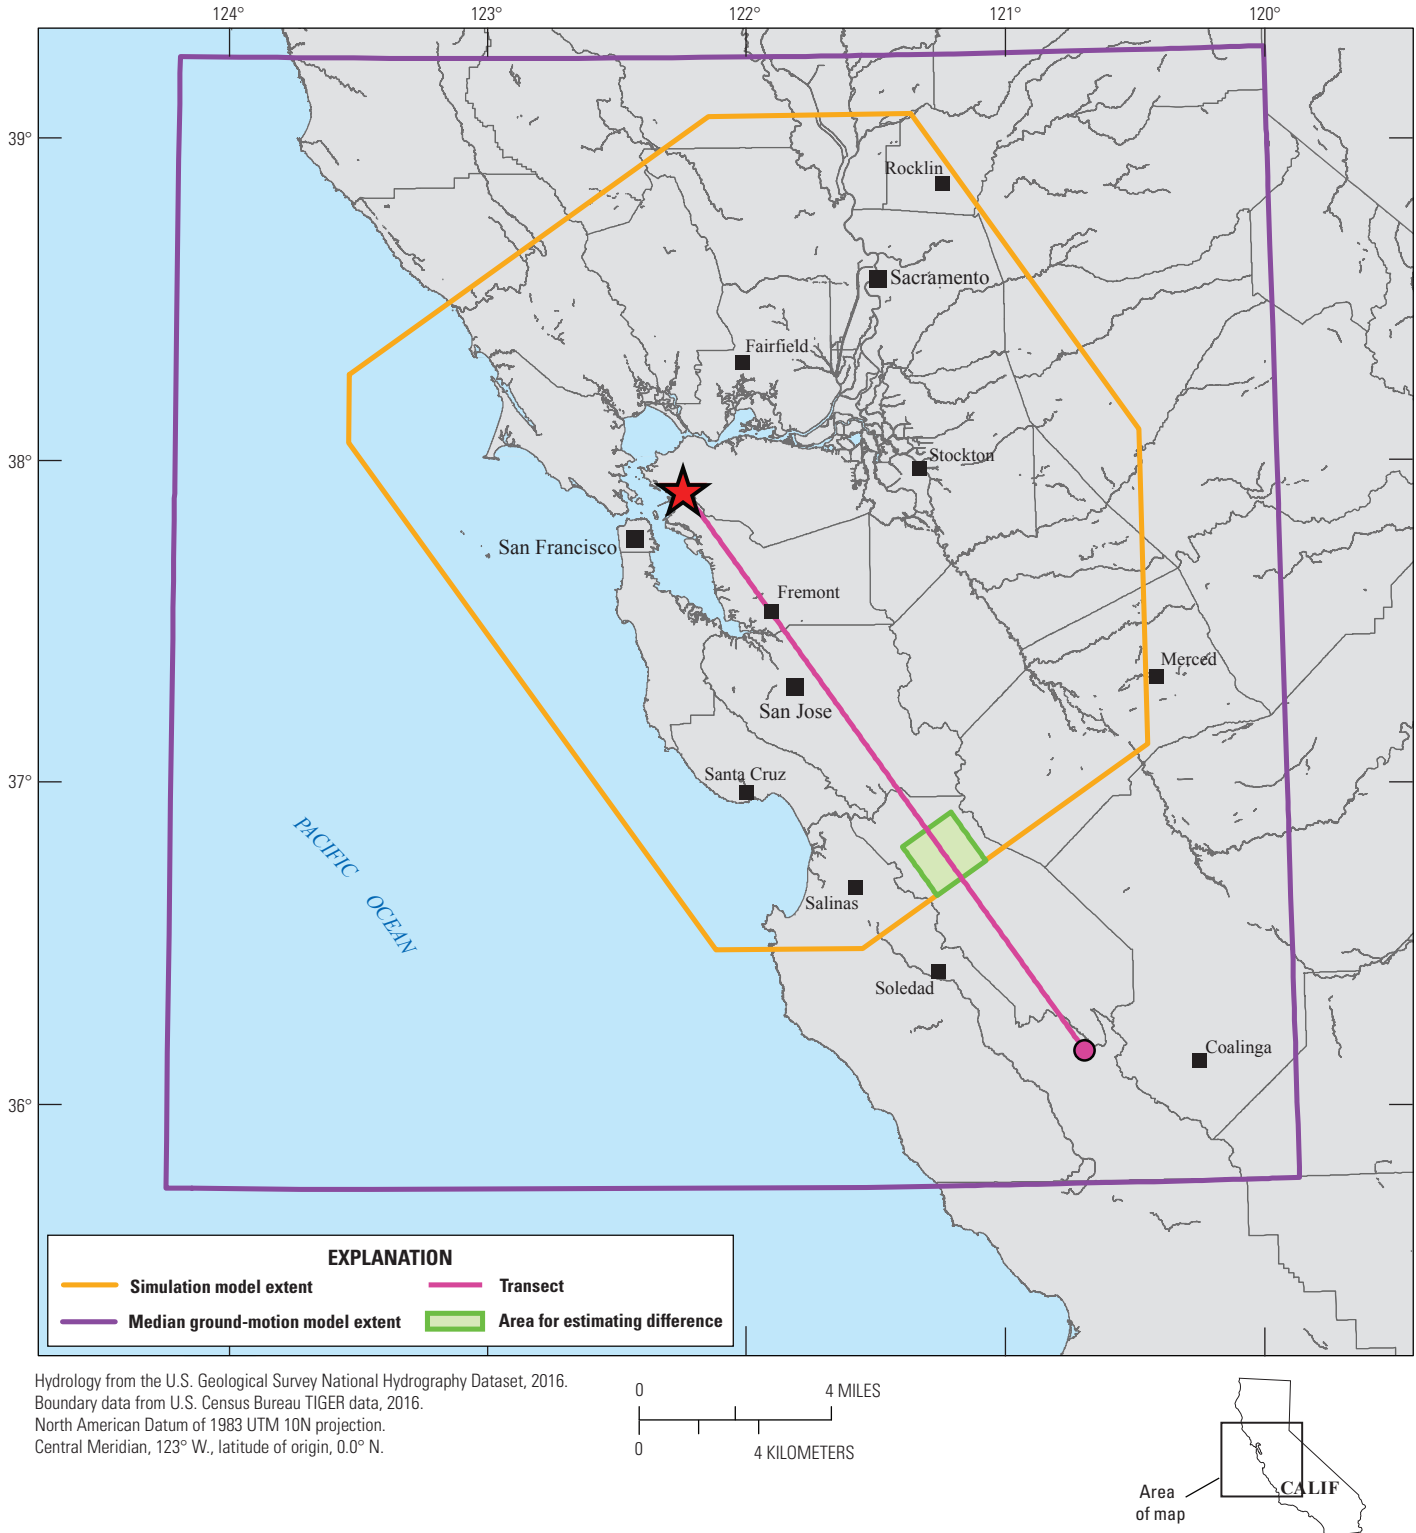 124°
123°
122°
121°
120°
39°
38°
37°
36°
Rocklin
Sacramento
Fairfield
Stockton
San Francisco
Fremont
Merced
San Jose
Santa Cruz
PACIFIC OCEAN
Salinas
Soledad
Coalinga
EXPLANATION
Simulation model extent
Transect
Median ground-motion model extent
Area for estimating difference
Hydrology from the U.S. Geological Survey National Hydrography Dataset, 2016.
Boundary data from U.S. Census Bureau TIGER data, 2016.
North American Datum of 1983 UTM 10N projection.
Central Meridian, 123° W., latitude of origin, 0.0° N.
0 4 MILES
0 4 KILOMETERS
CALIF
Area
of map